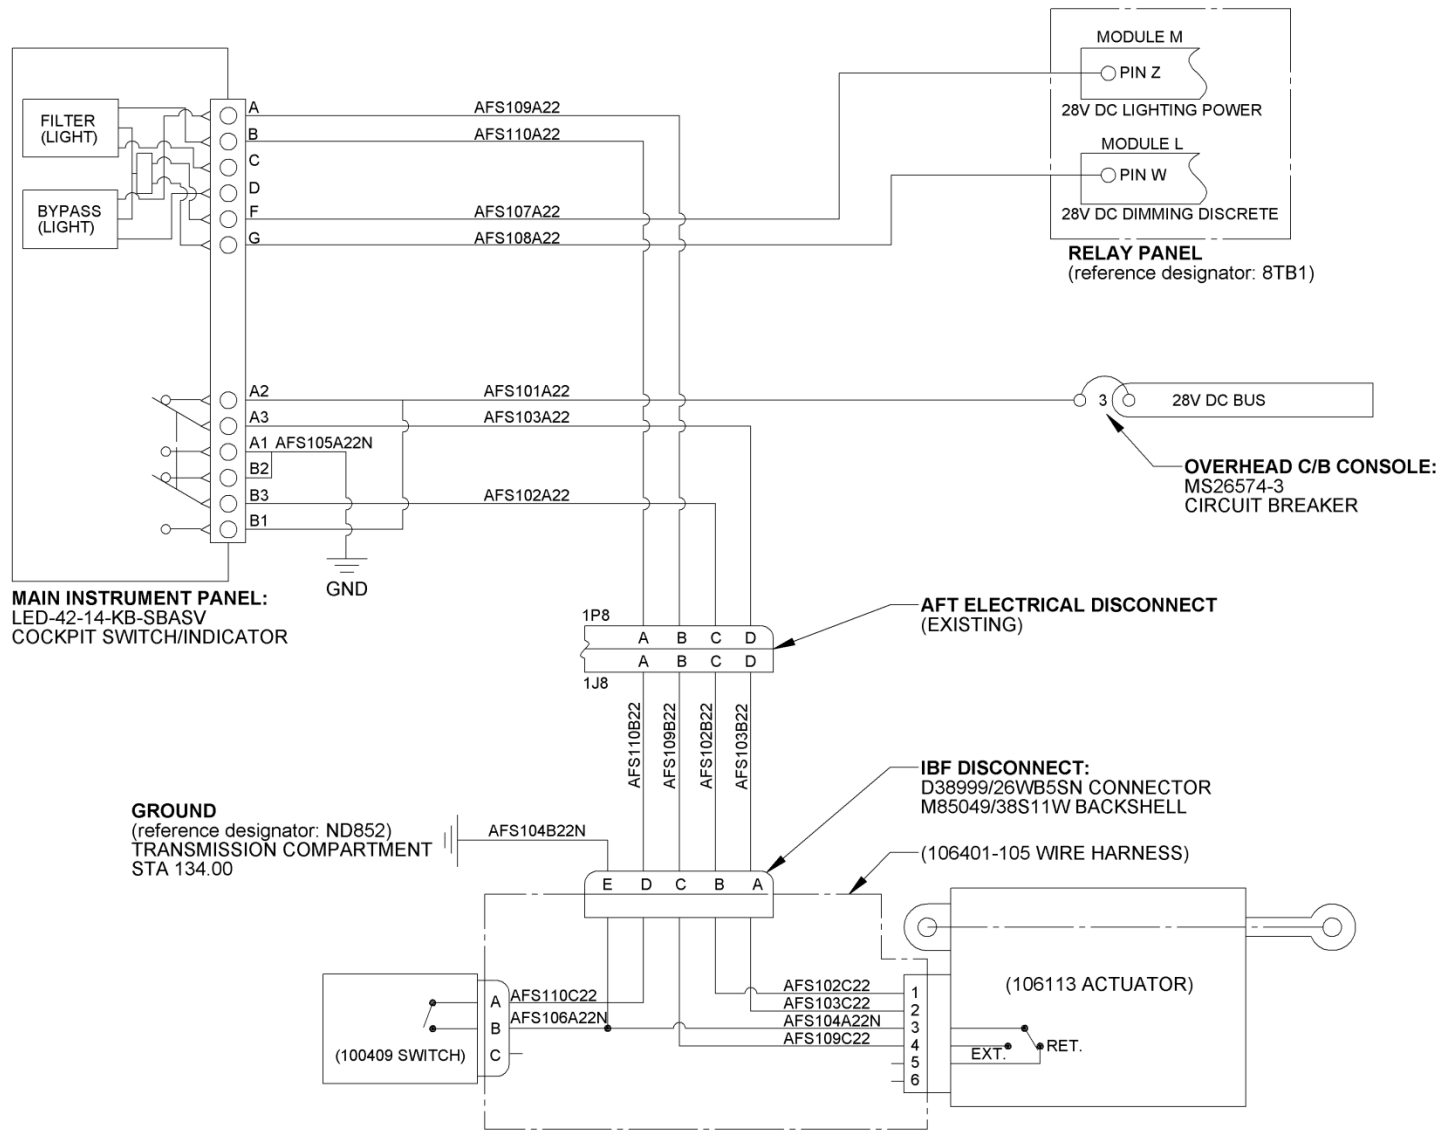 MODULE M
PIN Z
28V DC LIGHTING POWER
MODULE L
PIN W
28V DC DIMMING DISCRETE
RELAY PANEL
(reference designator: 8TB1)
FILTER
(LIGHT)
BYPASS
(LIGHT)
A
AFS109A22
B
AFS110A22
C
D
F
AFS107A22
G
AFS108A22
A2
AFS101A22
A3
AFS103A22
A1
AFS105A22N
B2
B3
AFS102A22
B1
GND
3
28V DC BUS
OVERHEAD C/B CONSOLE:
MS26574-3
CIRCUIT BREAKER
MAIN INSTRUMENT PANEL:
LED-42-14-KB-SBASV
COCKPIT SWITCH/INDICATOR
1P8
A B C D
A B C D
1J8
AFT ELECTRICAL DISCONNECT
(EXISTING)
AFS110B22
AFS109B22
AFS102B22
AFS103B22
IBF DISCONNECT:
D38999/26WB5SN CONNECTOR
M85049/38S11W BACKSHELL
GROUND
(reference designator: ND852)
TRANSMISSION COMPARTMENT
STA 134.00
AFS104B22N
(106401-105 WIRE HARNESS)
E D C B A
(100409 SWITCH)
A
AFS110C22
B
AFS106A22N
C
AFS102C22
1
AFS103C22
2
AFS104A22N
3
AFS109C22
4
5
6
(106113 ACTUATOR)
EXT.
RET.